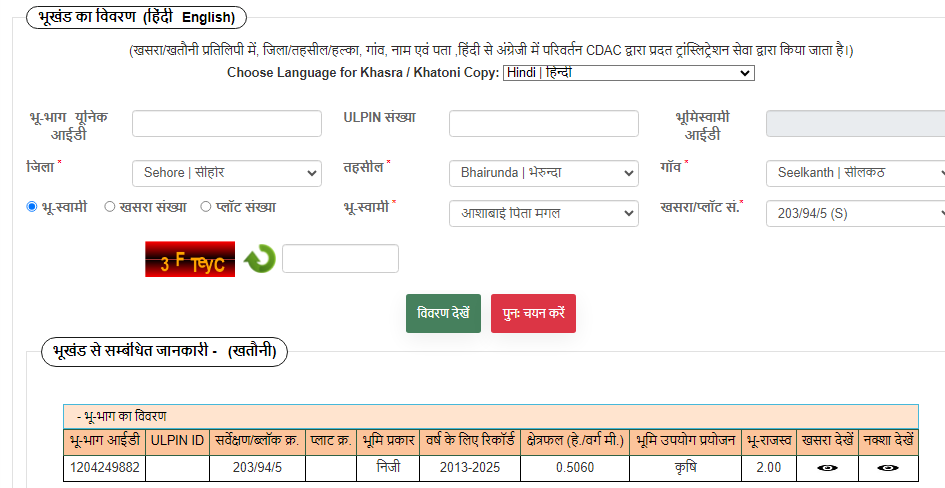 भूखंड का विवरण (हिंदी English)
(खसरा/खतौनी प्रतिलिपी में, जिला/तहसील/हल्का, गांव, नाम एवं पता ,हिंदी से अंग्रेजी में परिवर्तन CDAC द्वारा प्रदत ट्रांस्लिट्रेशन सेवा द्वारा किया जाता है।)
Choose Language for Khasra / Khatoni Copy: Hindi | हिन्दी
भू-भाग यूनिक आईडी
ULPIN संख्या
भूमिस्वामी आईडी
जिला * Sehore | सीहोर तहसील * Bhairunda | भेरुन्दा गाँव * Seelkanth | सीलकंठ
भू-स्वामी खसरा संख्या प्लॉट संख्या भू-स्वामी * आशाबाई पिता मंगल खसरा/प्लॉट सं.* 203/94/5 (S)
3 F TeyC
विवरण देखें पुनः चयन करें
भूखंड से सम्बंधित जानकारी - (खतौनी)
- भू-भाग का विवरण
भू-भाग आईडी ULPIN ID सर्वेक्षण/ब्लॉक क्र. प्लाट क्र. भूमि प्रकार वर्ष के लिए रिकॉर्ड क्षेत्रफल (हे./वर्ग मी.) भूमि उपयोग प्रयोजन भू-राजस्व खसरा देखें नक्शा देखें
1204249882 203/94/5 निजी 2013-2025 0.5060 कृषि 2.00